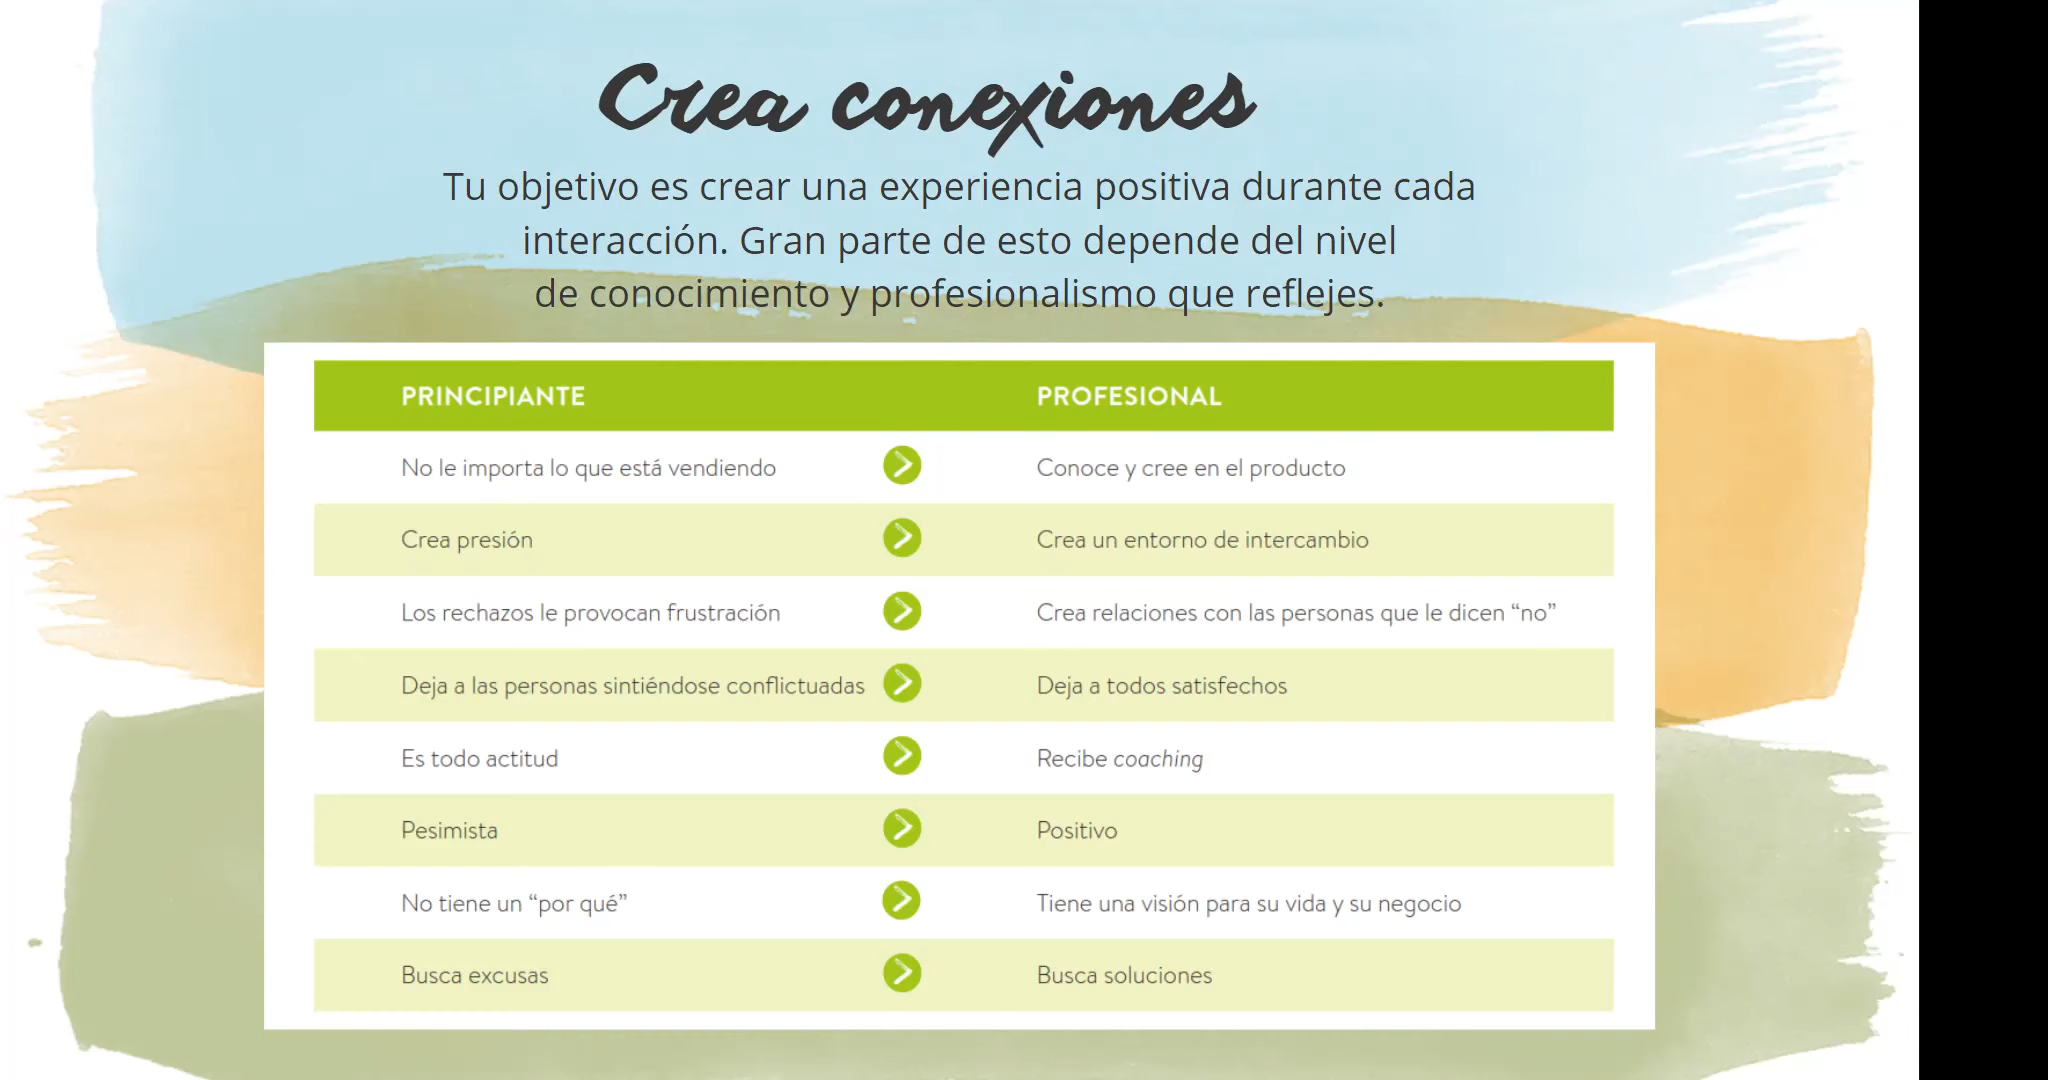 Crea conexiones
Tu objetivo es crear una experiencia positiva durante cada
interacción. Gran parte de esto depende del nivel
de conocimiento y profesionalismo que reflejes.
PRINCIPIANTE PROFESIONAL
No le importa lo que está vendiendo Conoce y cree en el producto
Crea presión Crea un entorno de intercambio
Los rechazos le provocan frustración Crea relaciones con las personas que le dicen “no”
Deja a las personas sintiéndose conflictuadas Deja a todos satisfechos
Es todo actitud Recibe coaching
Pesimista Positivo
No tiene un “por qué” Tiene una visión para su vida y su negocio
Busca excusas Busca soluciones